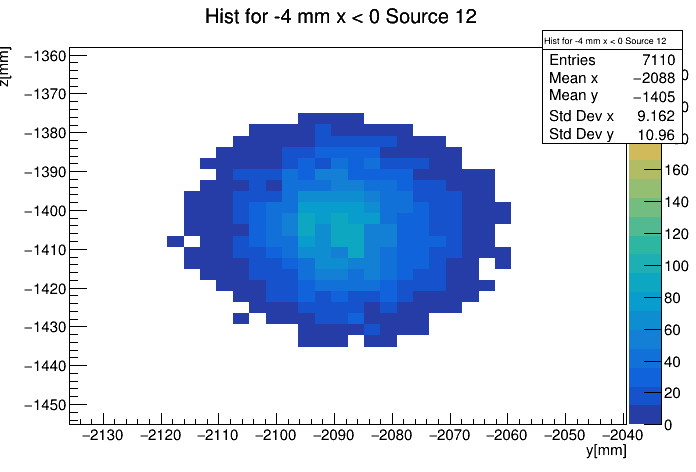 Hist for -4 mm x < 0 Source 12
Hist for -4 mm x < 0 Source 12
Entries 7110
Mean x −2088
Mean y −1405
Std Dev x 9.162
Std Dev y 10.96
z[mm]
−1360
−1370
−1380
−1390
−1400
−1410
−1420
−1430
−1440
−1450
160
140
120
100
80
60
40
20
0
−2130 −2120 −2110 −2100 −2090 −2080 −2070 −2060 −2050 −2040
y[mm]